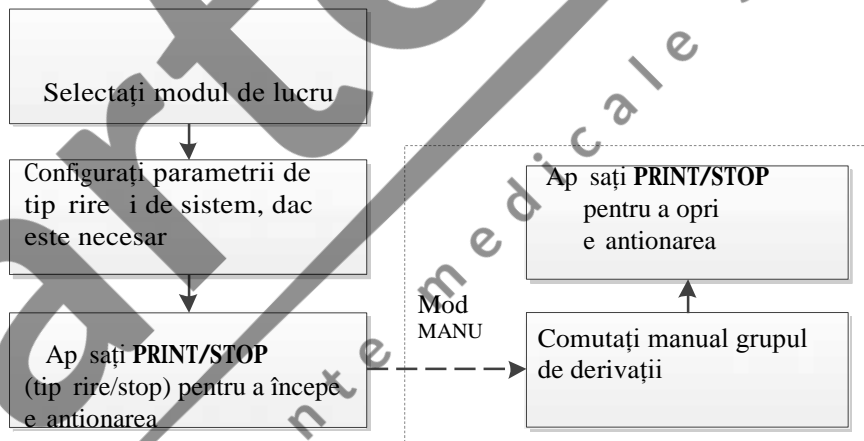 Selectați modul de lucru
Configurați parametrii de
tip rire i de sistem, dac
este necesar
Ap sați PRINT/STOP
(tip rire/stop) pentru a începe
e antionarea
Mod
MANU
Comutați manual grupul
de derivații
Ap sați PRINT/STOP
pentru a opri
e antionarea
medicale